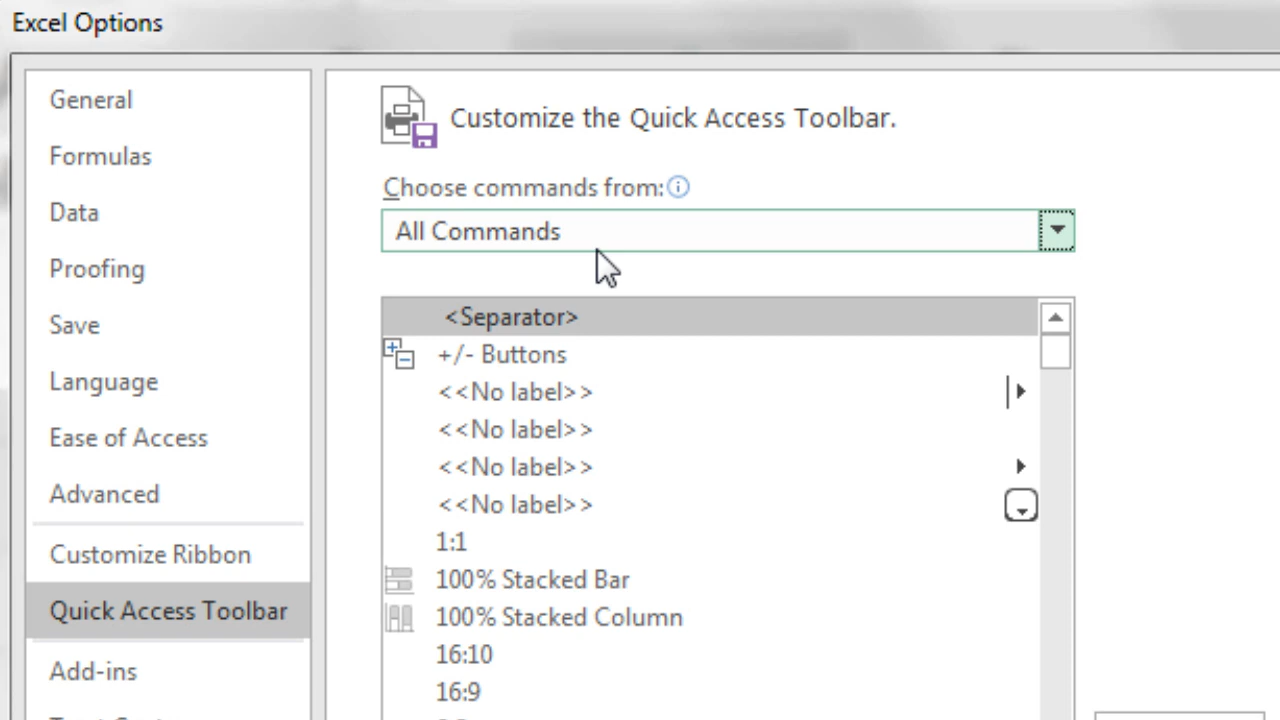 Excel Options
General
Formulas
Data
Proofing
Save
Language
Ease of Access
Advanced
Customize Ribbon
Quick Access Toolbar
Add-ins
Customize the Quick Access Toolbar.
Choose commands from:
All Commands
<Separator>
+/- Buttons
<<No label>>
<<No label>>
<<No label>>
<<No label>>
1:1
100% Stacked Bar
100% Stacked Column
16:10
16:9